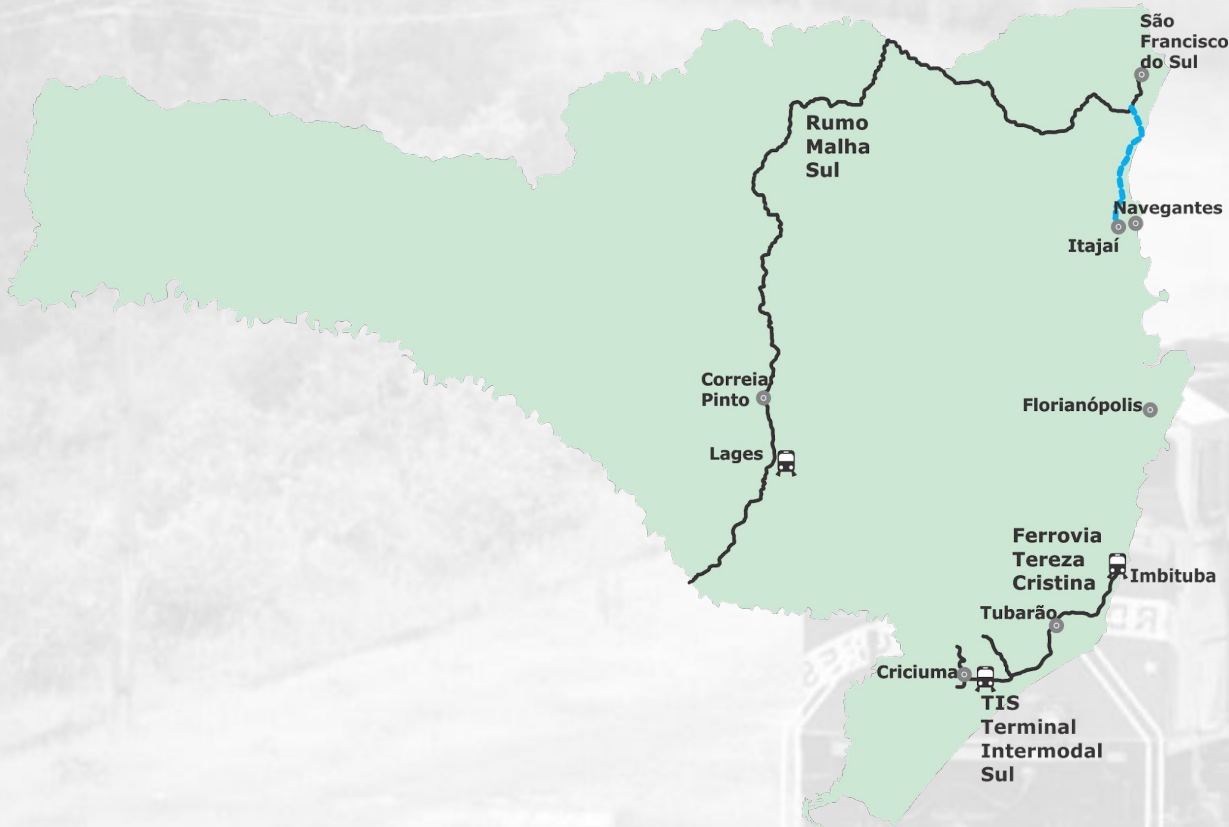 São
Francisco
do Sul
Rumo
Malha
Sul
Navegantes
Itajaí
Correia
Pinto
Florianópolis
Lages
Ferrovia
Tereza
Cristina
Imbituba
Tubarão
Criciuma
TIS
Terminal
Intermodal
Sul